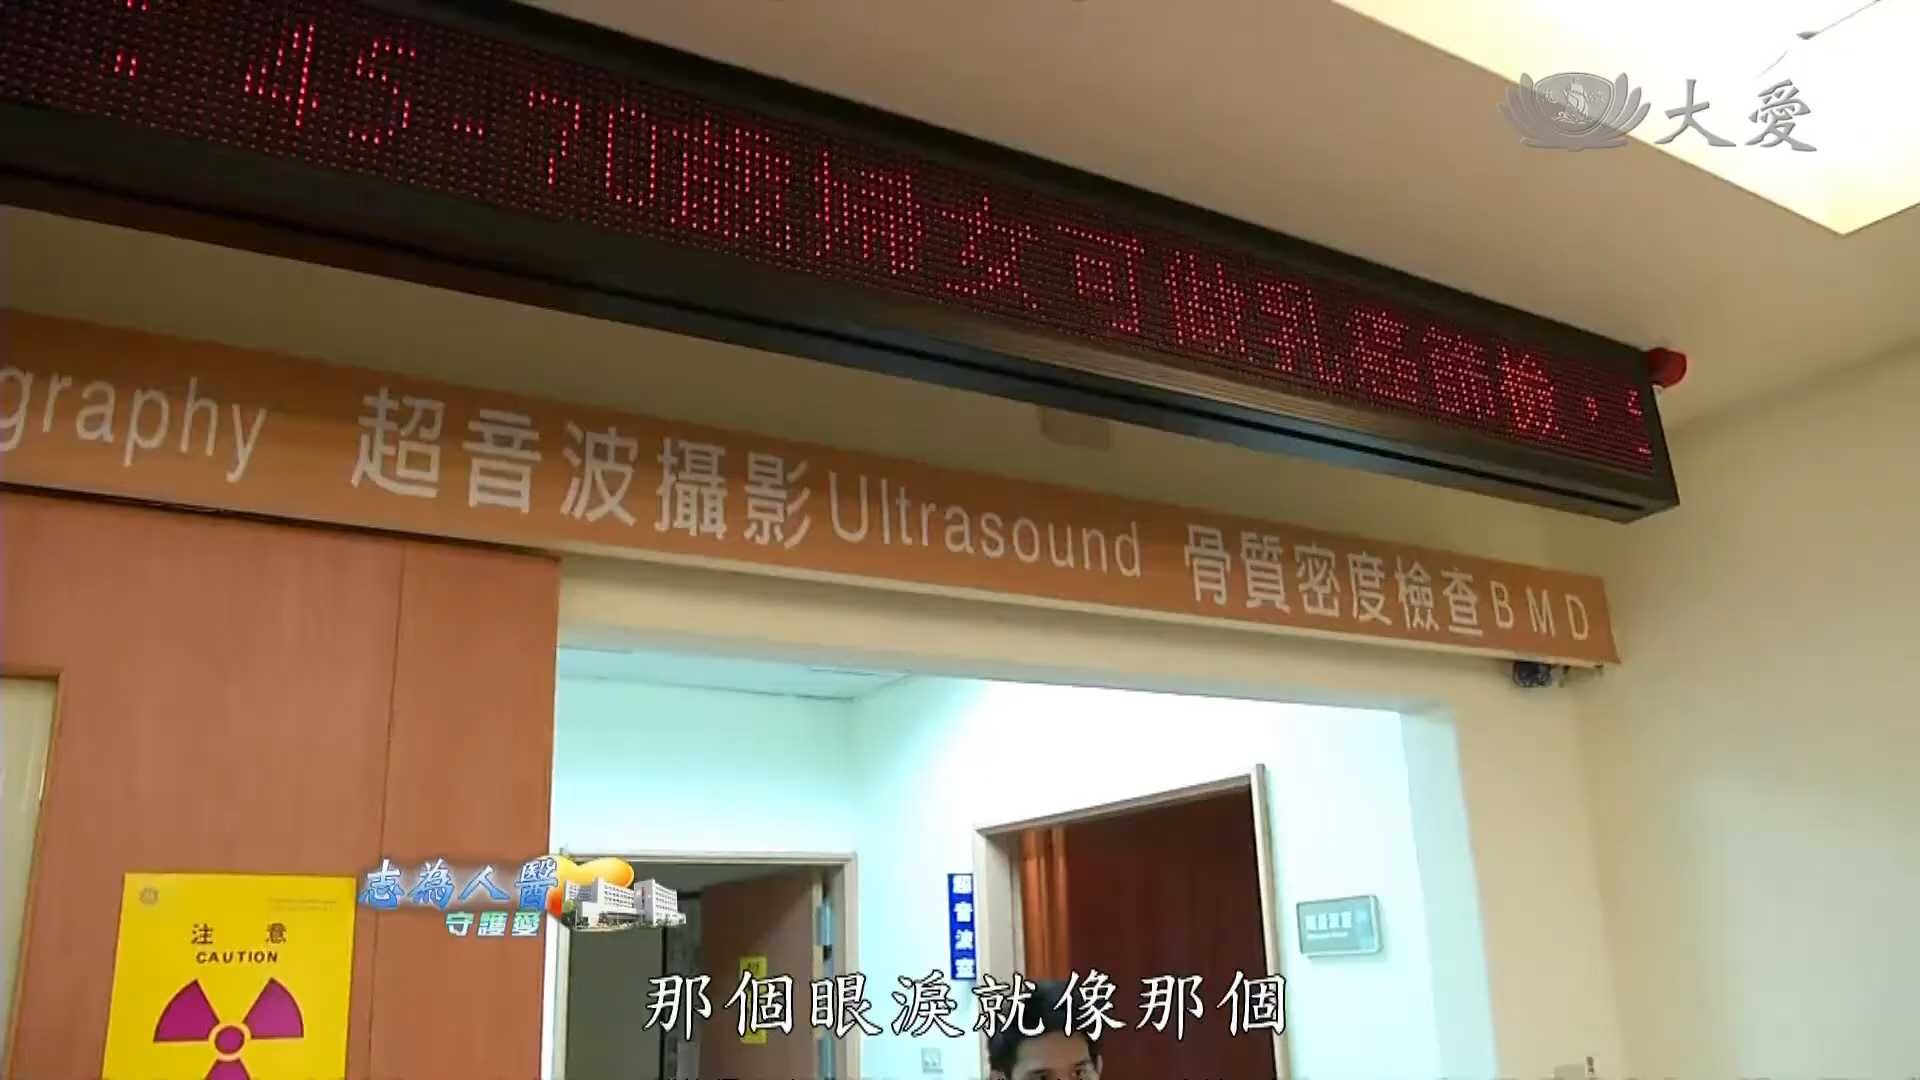 大愛
45-70歲婦女可做乳癌篩檢.
graphy 超音波攝影Ultrasound 骨質密度檢查BMD
志為人醫
守護愛
注 意
CAUTION
超音波室
那個眼淚就像那個